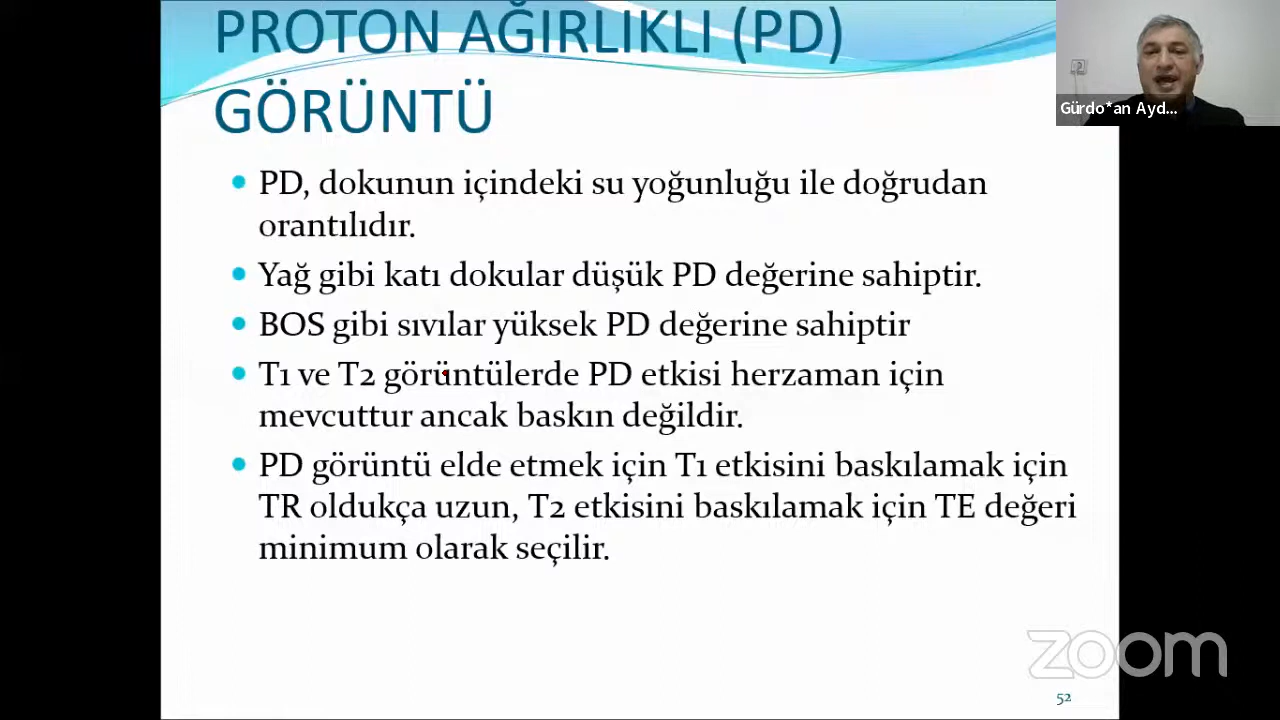 PROTON AĞIRLIKLI (PD)
GÖRÜNTÜ
PD, dokunun içindeki su yoğunluğu ile doğrudan
orantılıdır.
Yağ gibi katı dokular düşük PD değerine sahiptir.
BOS gibi sıvılar yüksek PD değerine sahiptir
T1 ve T2 görüntülerde PD etkisi herzaman için
mevcuttur ancak baskın değildir.
PD görüntü elde etmek için T1 etkisini baskılamak için
TR oldukça uzun, T2 etkisini baskılamak için TE değeri
minimum olarak seçilir.
Gürdo*an Ayd...
zoom
52